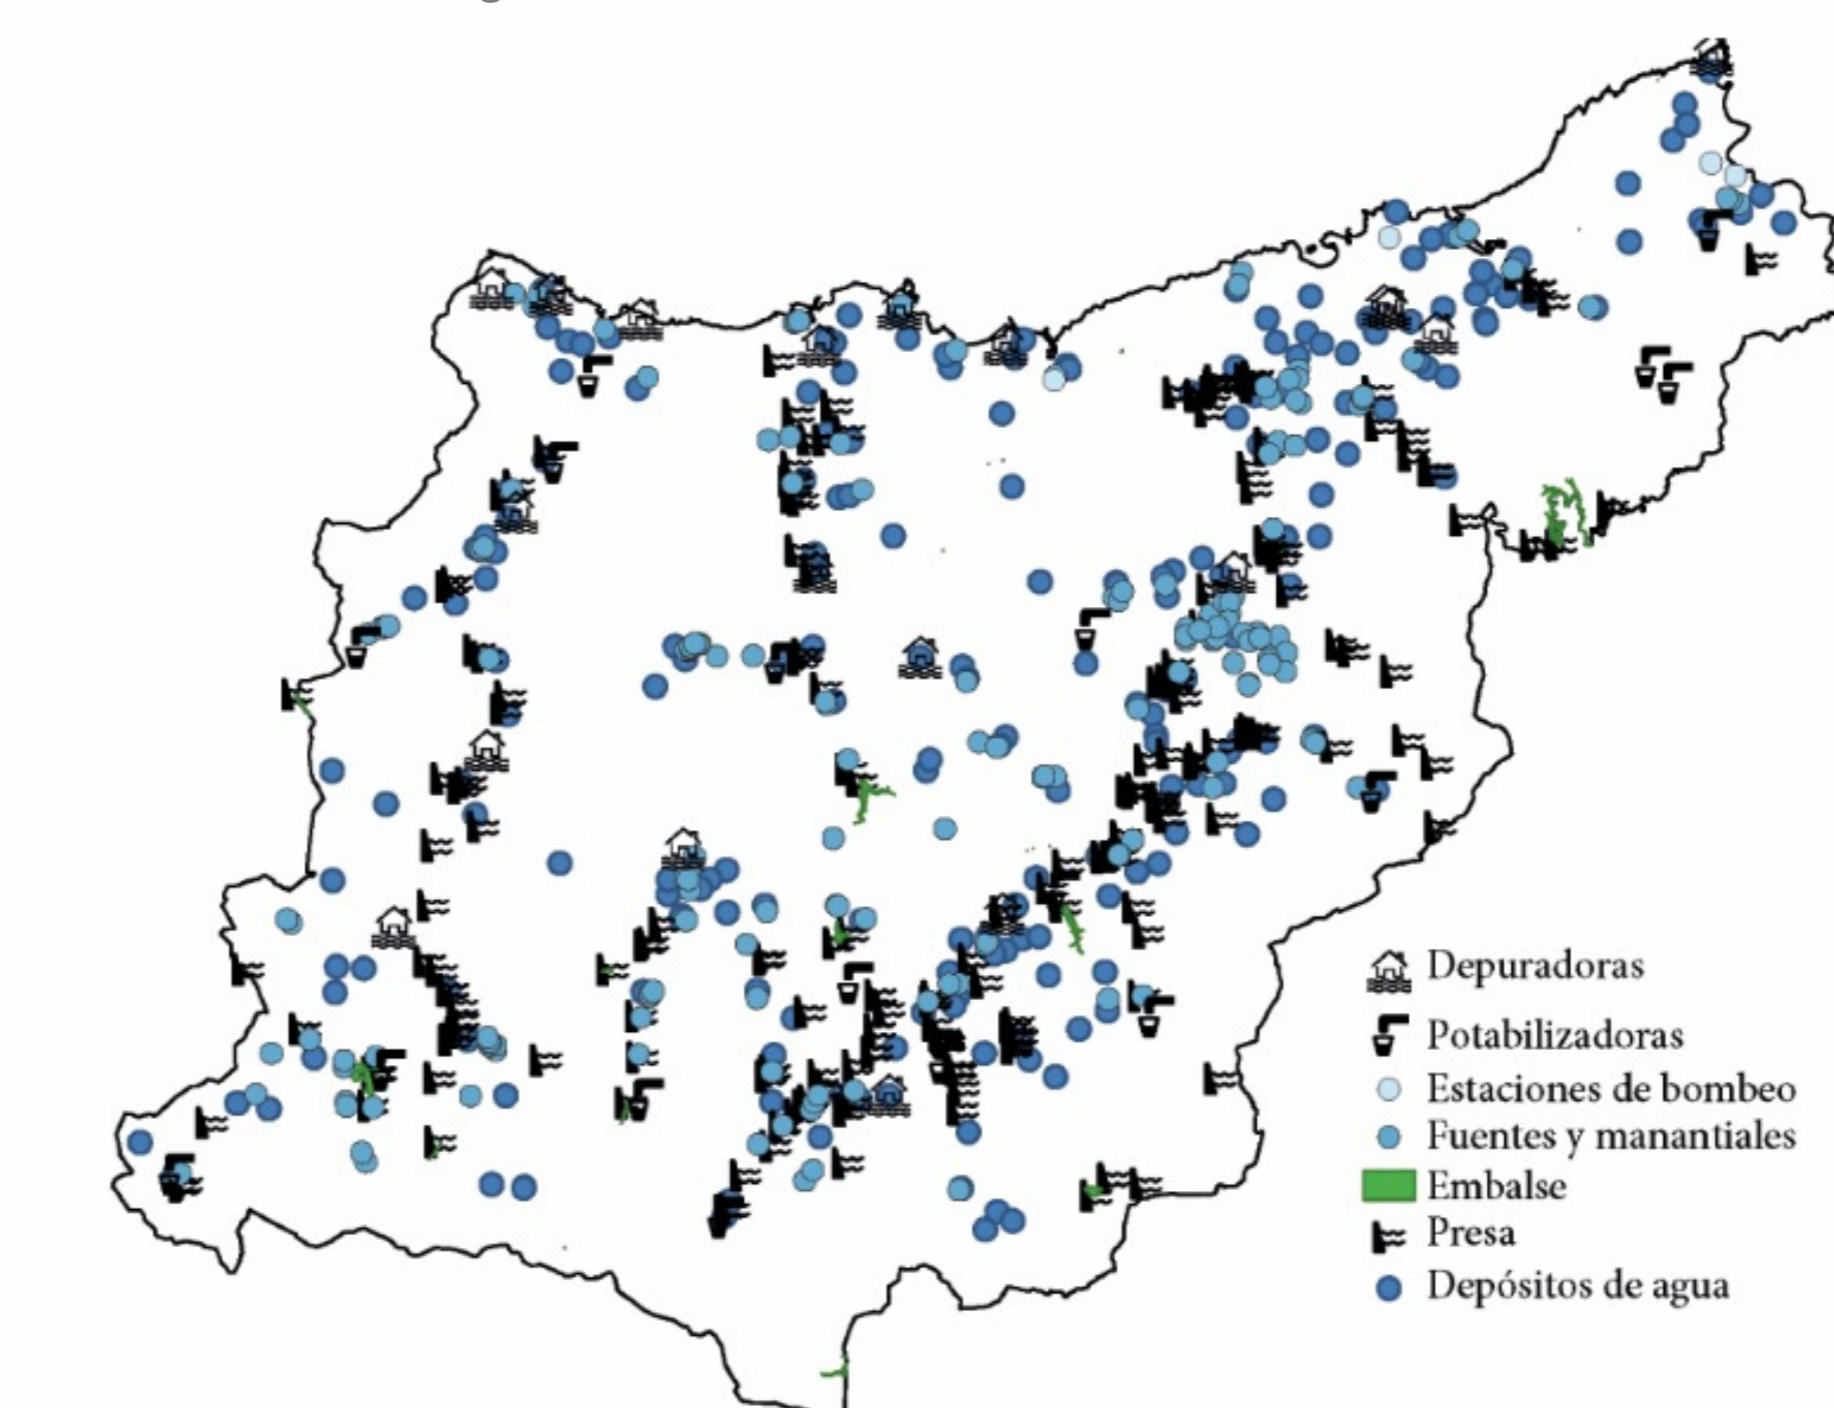 Depuradoras
Potabilizadoras
Estaciones de bombeo
Fuentes y manantiales
Embalse
Presa
Depósitos de agua